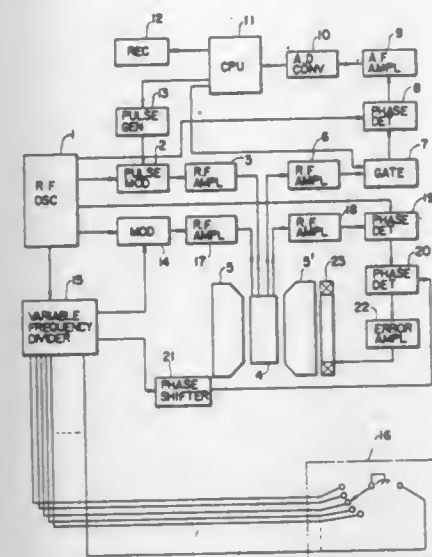 12
11
10
9
REC
CPU
A.D
CONV.
A.F
AMPL
13
8
PULSE
GEN
PHASE
DET
1
2
3
6
7
R.F
OSC
PULSE
MOD
R.F
AMPL
R.F
AMPL
GATE
18
19
MOD
R.F
AMPL
R.F
AMPL
PHASE
DET
14
17
5
5'
23
20
15
PHASE
DET
VARIABLE
FREQUENCY
DIVIDER
22
21
ERROR
AMPL
PHASE
SHIFTER
4
16